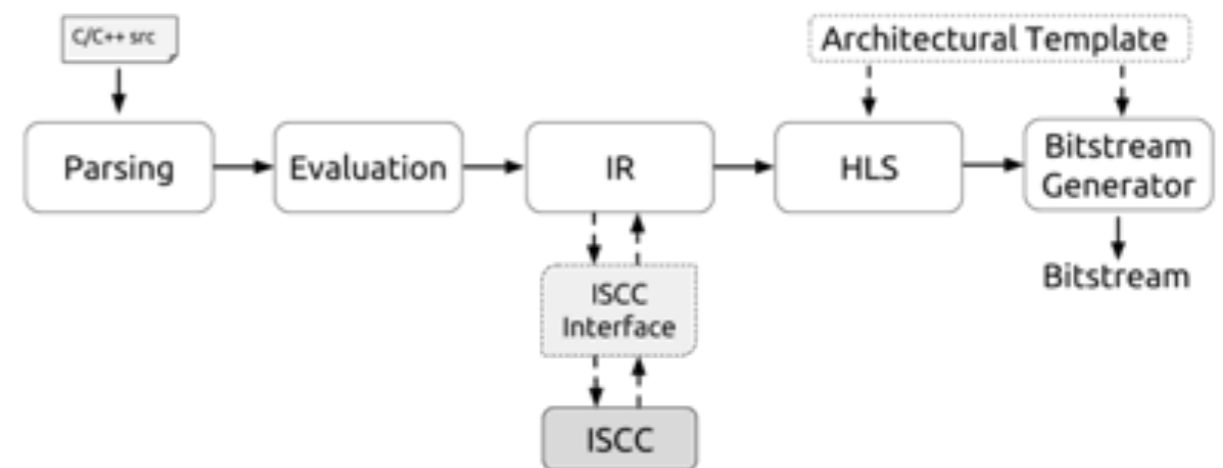 C/C++ src
Architectural Template
Parsing
Evaluation
IR
HLS
Bitstream
Generator
ISCC
Interface
Bitstream
ISCC